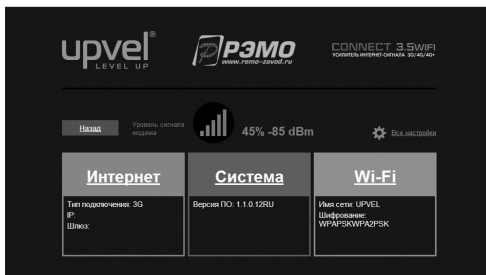 upvel®
LEVEL UP
РЭМО
www.remo-zavod.ru
CONNECT 3.5WIFI
УСИЛИТЕЛЬ ИНТЕРНЕТ-СИГНАЛА 3G/4G/4G+
Назад
Уровень сигнала
модема
45% -85 dBm
Все настройки
Интернет
Система
Wi-Fi
Тип подключения: 3G
IP:
Шлюз:
Версия ПО: 1.1.0.12RU
Имя сети: UPVEL
Шифрование:
WPAPSKWPA2PSK